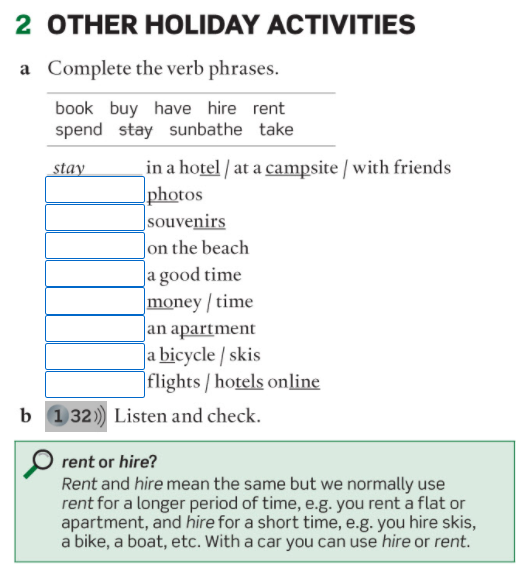 2 OTHER HOLIDAY ACTIVITIES
a Complete the verb phrases.
book buy have hire rent
spend stay sunbathe take
stay in a hotel / at a campsite / with friends
photos
souvenirs
on the beach
a good time
money / time
an apartment
a bicycle / skis
flights / hotels online
b 1 32)) Listen and check.
rent or hire?
Rent and hire mean the same but we normally use
rent for a longer period of time, e.g. you rent a flat or
apartment, and hire for a short time, e.g. you hire skis,
a bike, a boat, etc. With a car you can use hire or rent.